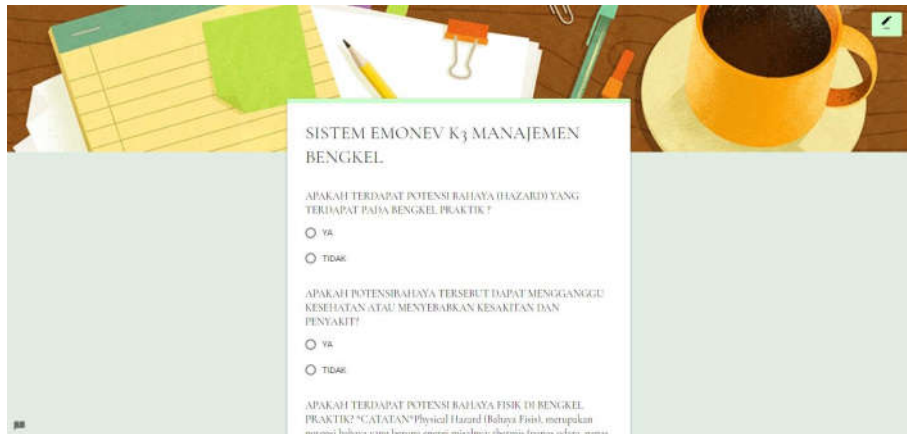 SISTEM EMONEV K3 MANAJEMEN
BENGKEL
APAKAH TERDAPAT POTENSI BAHAYA (HAZARD) YANG
TERDAPAT PADA BENGKEL PRAKTIK ?
YA
TIDAK
APAKAH POTENSIBAHAYA TERSEBUT DAPAT MENGGANGGU
KESEHATAN ATAU MENYEBABKAN KESAKITAN DAN
PENYAKIT?
YA
TIDAK
APAKAH TERDAPAT POTENSI BAHAYA FISIK DI BENGKEL
PRAKTIK? *CATATAN*Physical Hazard (Bahaya Fisis), merupakan